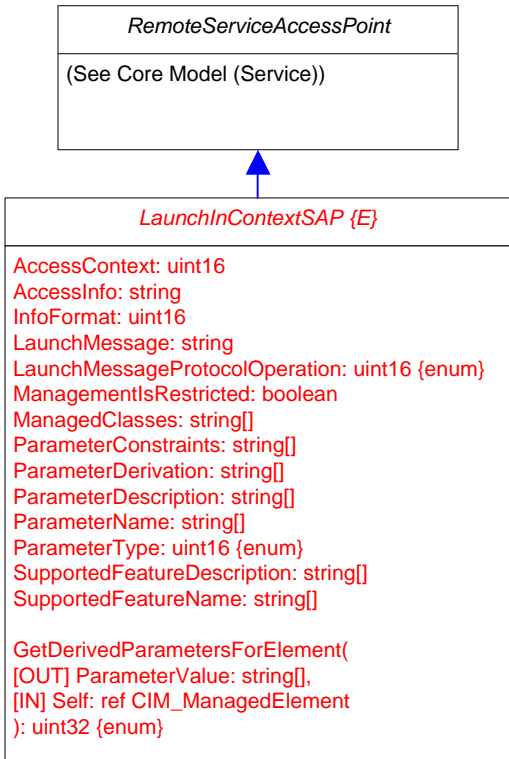 RemoteServiceAccessPoint
(See Core Model (Service))
LaunchInContextSAP {E}
AccessContext: uint16
AccessInfo: string
InfoFormat: uint16
LaunchMessage: string
LaunchMessageProtocolOperation: uint16 {enum}
ManagementIsRestricted: boolean
ManagedClasses: string[]
ParameterConstraints: string[]
ParameterDerivation: string[]
ParameterDescription: string[]
ParameterName: string[]
ParameterType: uint16 {enum}
SupportedFeatureDescription: string[]
SupportedFeatureName: string[]
GetDerivedParametersForElement(
[OUT] ParameterValue: string[],
[IN] Self: ref CIM_ManagedElement
): uint32 {enum}